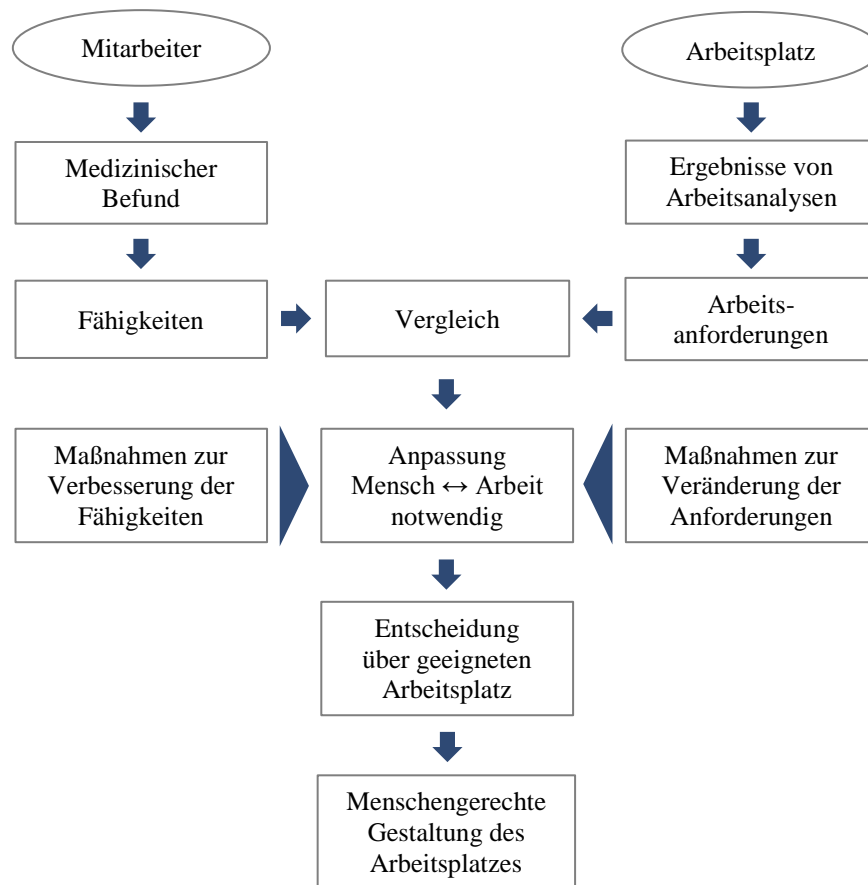 Mitarbeiter
Arbeitsplatz
Medizinischer
Befund
Ergebnisse von
Arbeitsanalysen
Fähigkeiten
Vergleich
Arbeits-
anforderungen
Maßnahmen zur
Verbesserung der
Fähigkeiten
Anpassung
Mensch ↔ Arbeit
notwendig
Maßnahmen zur
Veränderung der
Anforderungen
Entscheidung
über geeigneten
Arbeitsplatz
Menschengerechte
Gestaltung des
Arbeitsplatzes